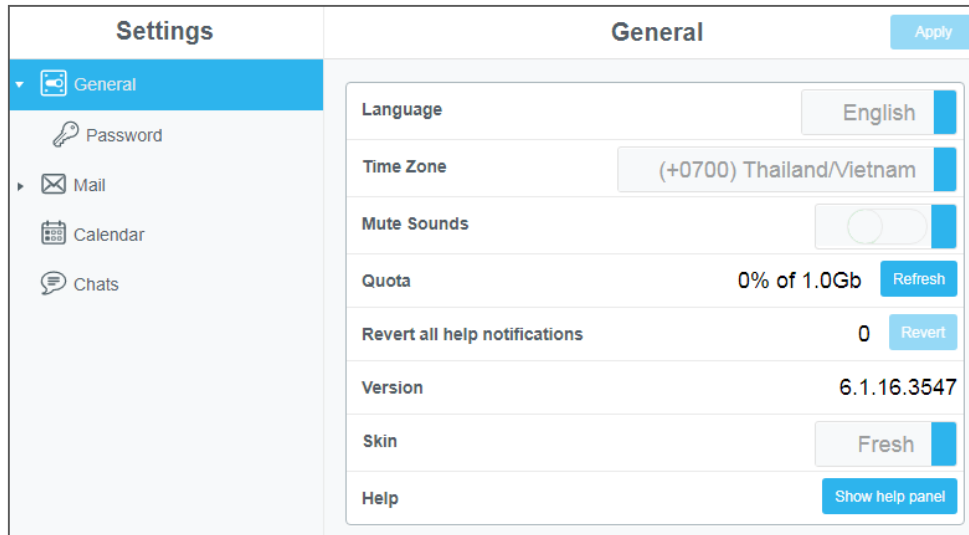 Settings
General
Apply
General
Password
Mail
Calendar
Chats
Language English
Time Zone (+0700) Thailand/Vietnam
Mute Sounds
Quota 0% of 1.0Gb Refresh
Revert all help notifications 0 Revert
Version 6.1.16.3547
Skin Fresh
Help Show help panel